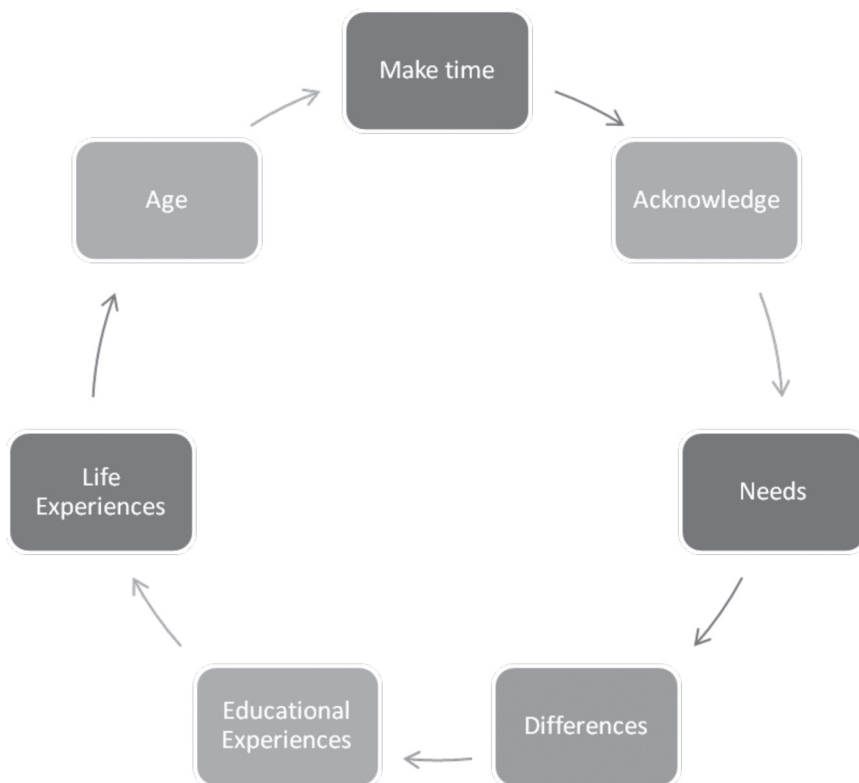 Make time
Acknowledge
Needs
Differences
Educational
Experiences
Life
Experiences
Age